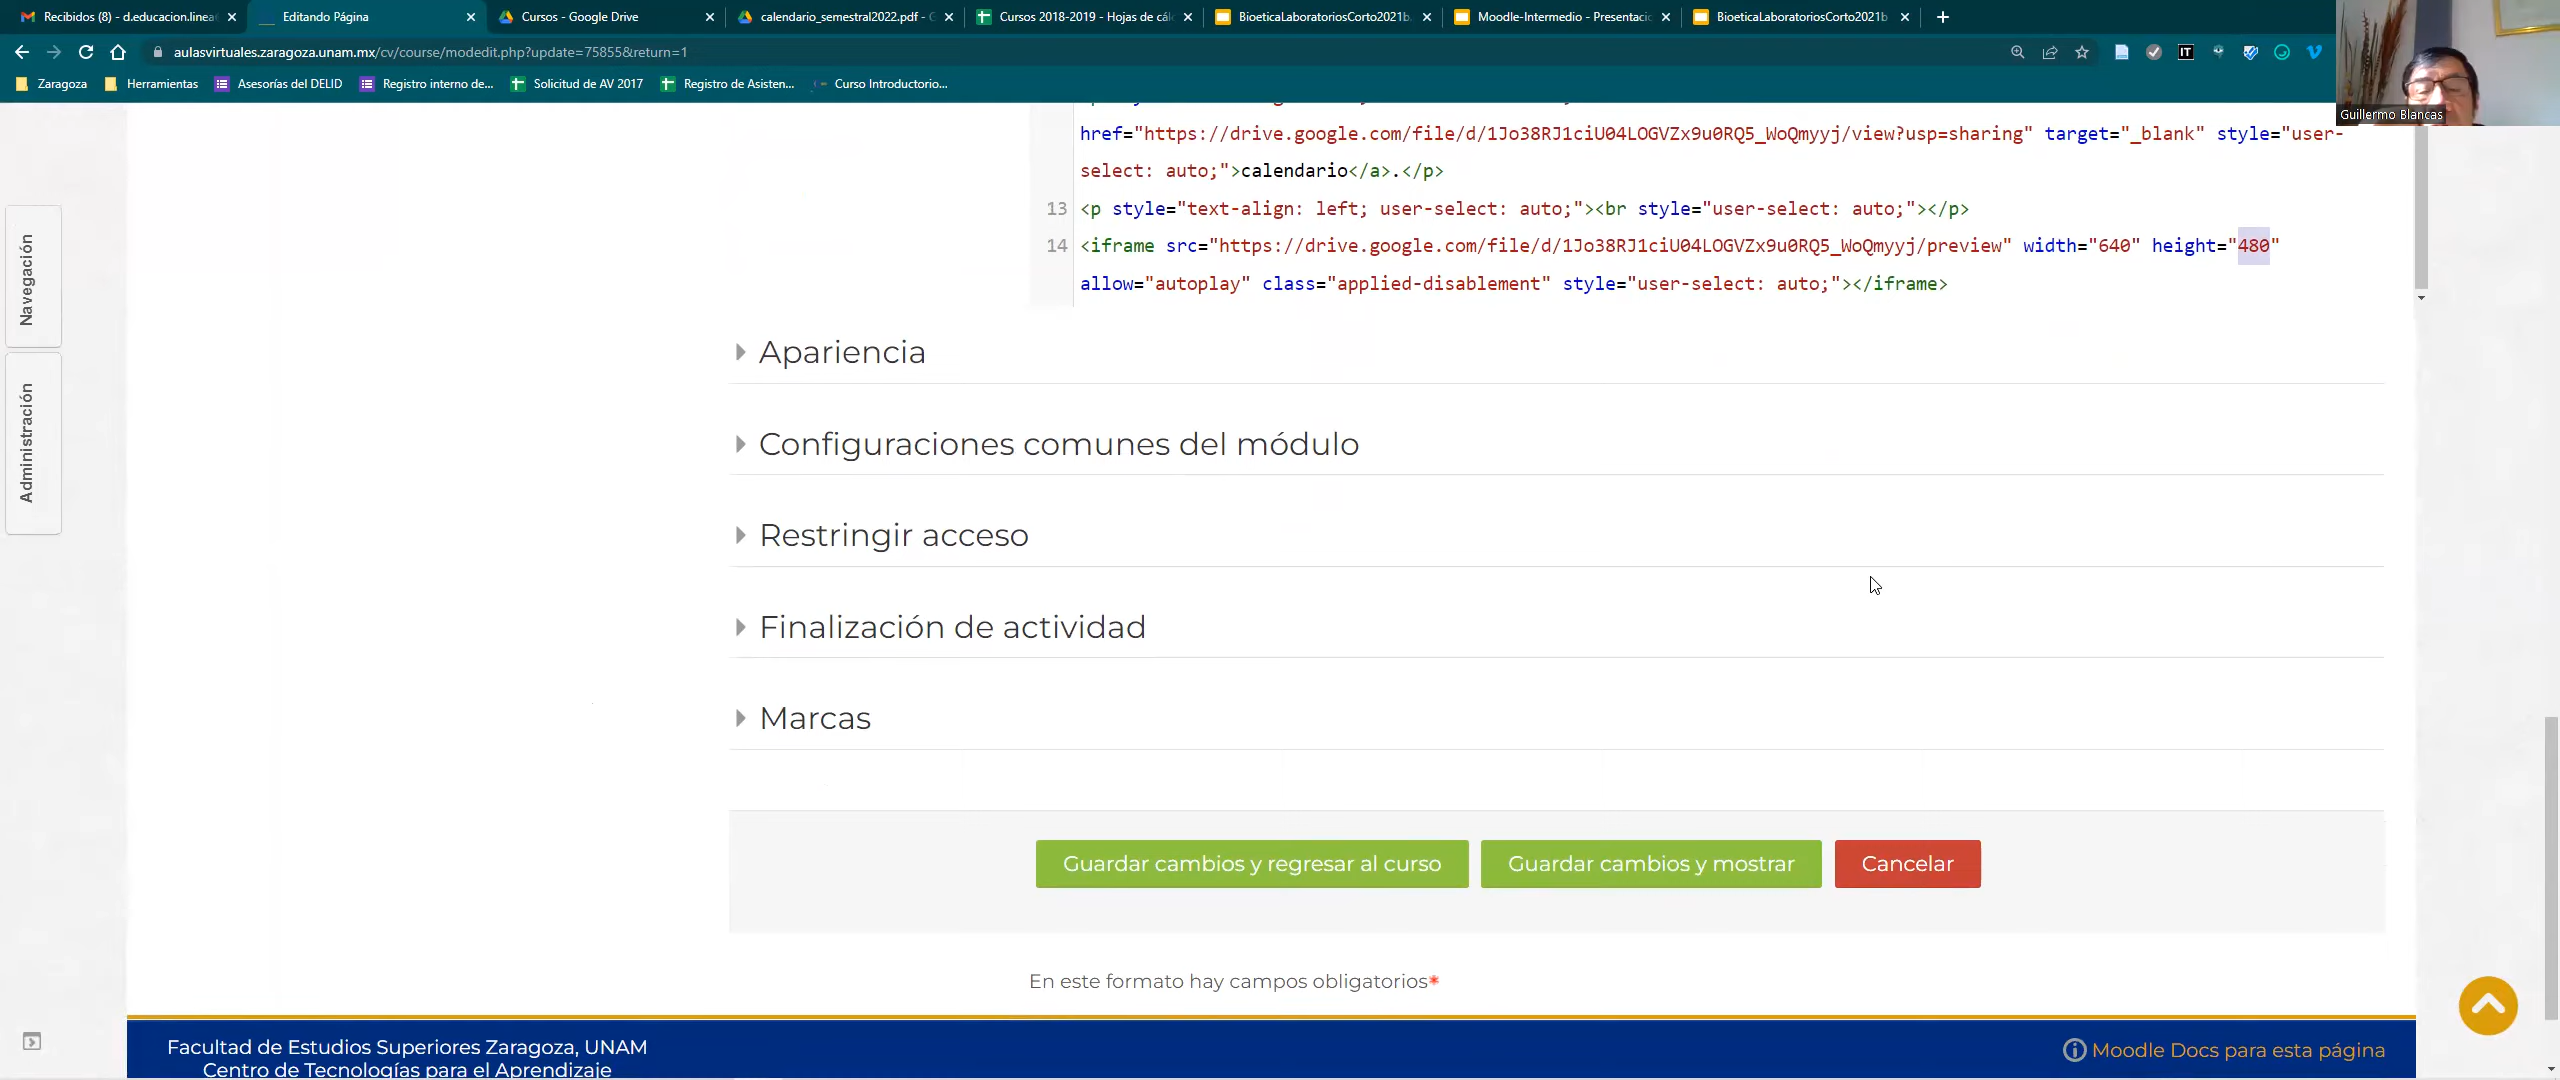 Recibidos (8) - d.educacion.linea
Editando Página
Cursos - Google Drive
calendario_semestral2022.pdf - G
Cursos 2018-2019 - Hojas de cálc
BioeticaLaboratoriosCorto2021b
Moodle-Intermedio - Presentacio
BioeticaLaboratoriosCorto2021b
aulasvirtuales.zaragoza.unam.mx/cv/course/modedit.php?update=75855&return=1
Zaragoza
Herramientas
Asesorías del DELID
Registro interno de...
Solicitud de AV 2017
Registro de Asisten...
Curso Introductorio...
Guillermo Blancas
Navegación
Administración
href="https://drive.google.com/file/d/1Jo38RJ1ciU04LOGVZx9u0RQ5_WoQmyyj/view?usp=sharing" target="_blank" style="user-
select: auto;">calendario</a>.</p>
13 <p style="text-align: left; user-select: auto;"><br style="user-select: auto;"></p>
14 <iframe src="https://drive.google.com/file/d/1Jo38RJ1ciU04LOGVZx9u0RQ5_WoQmyyj/preview" width="640" height="480"
allow="autoplay" class="applied-disablement" style="user-select: auto;"></iframe>
Apariencia
Configuraciones comunes del módulo
Restringir acceso
Finalización de actividad
Marcas
Guardar cambios y regresar al curso
Guardar cambios y mostrar
Cancelar
En este formato hay campos obligatorios*
Facultad de Estudios Superiores Zaragoza, UNAM
Centro de Tecnologías para el Aprendizaje
Moodle Docs para esta página